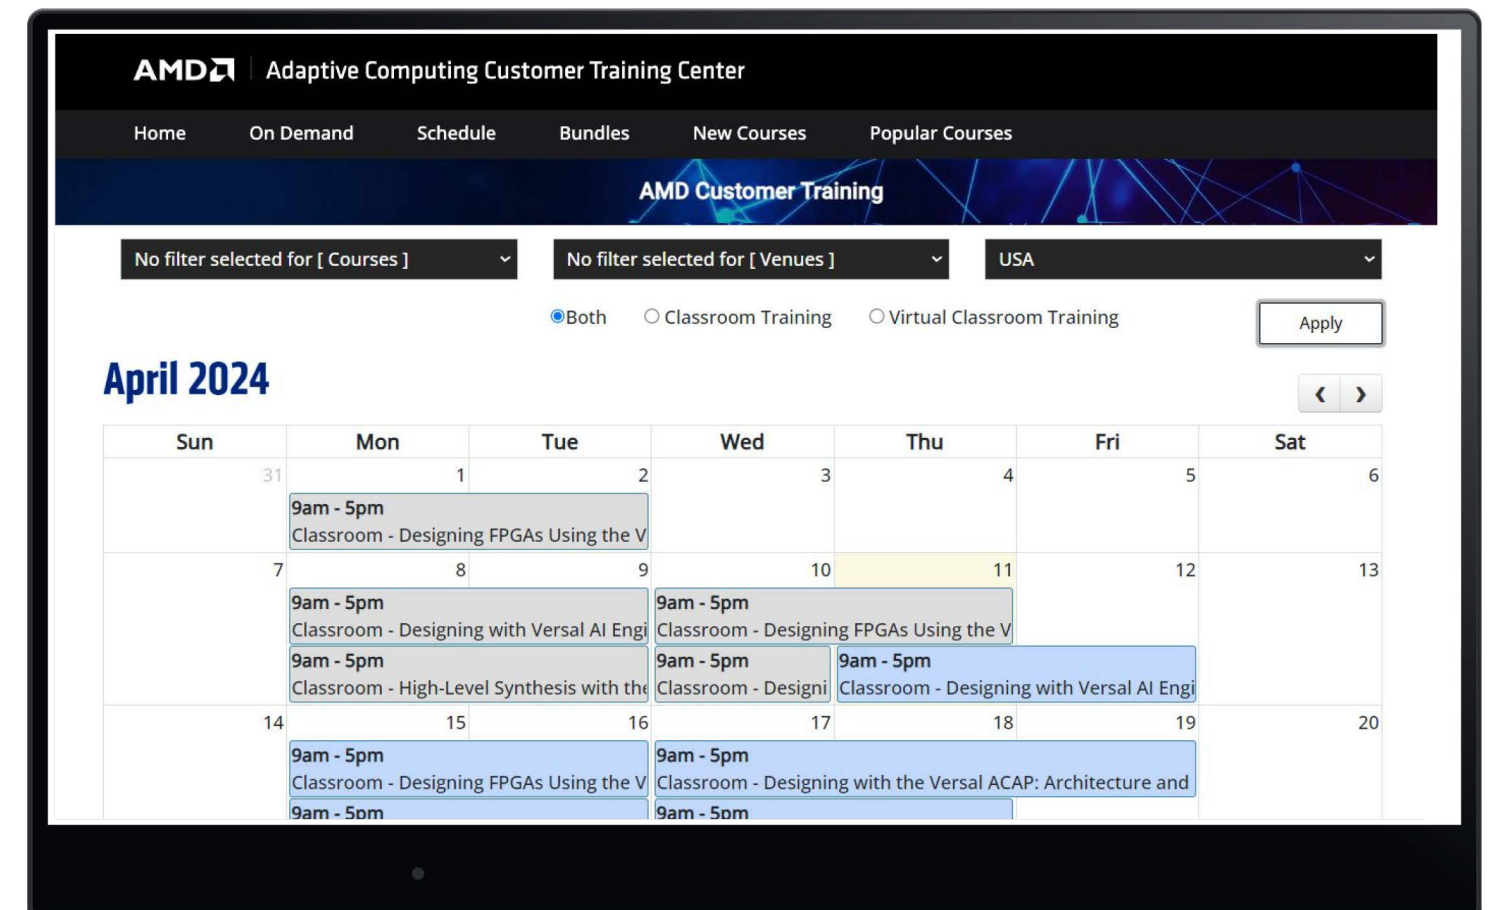 AMD Adaptive Computing Customer Training Center
Home On Demand Schedule Bundles New Courses Popular Courses
AMD Customer Training
No filter selected for [ Courses ] No filter selected for [ Venues ] USA
Both Classroom Training Virtual Classroom Training Apply
April 2024
Sun Mon Tue Wed Thu Fri Sat
31 1 2 3 4 5 6
9am - 5pm
Classroom - Designing FPGAs Using the V
7 8 9 10 11 12 13
9am - 5pm 9am - 5pm
Classroom - Designing with Versal AI Engi Classroom - Designing FPGAs Using the V
9am - 5pm 9am - 5pm 9am - 5pm
Classroom - High-Level Synthesis with the Classroom - Designi Classroom - Designing with Versal AI Engi
14 15 16 17 18 19 20
9am - 5pm 9am - 5pm
Classroom - Designing FPGAs Using the V Classroom - Designing with the Versal ACAP: Architecture and
9am - 5pm 9am - 5pm